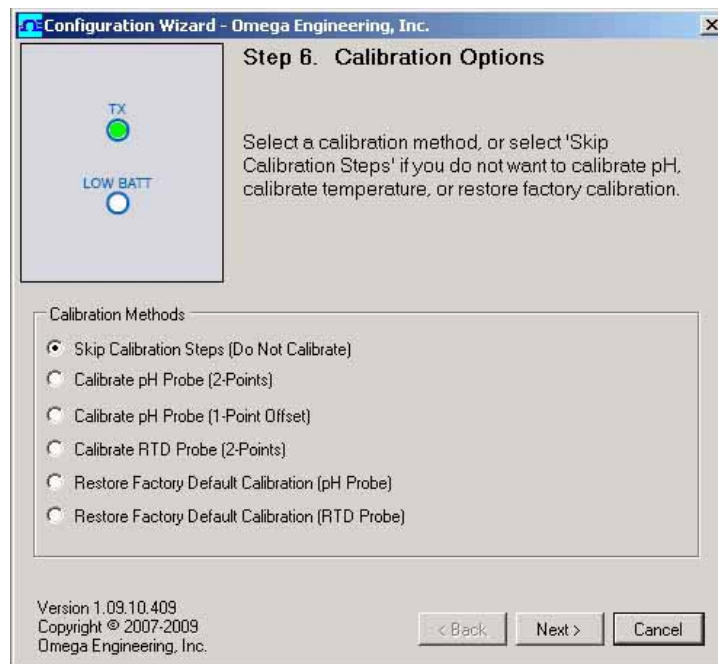 Configuration Wizard - Omega Engineering, Inc.
Step 6. Calibration Options
TX
LOW BATT
Select a calibration method, or select 'Skip
Calibration Steps' if you do not want to calibrate pH,
calibrate temperature, or restore factory calibration.
Calibration Methods
Skip Calibration Steps (Do Not Calibrate)
Calibrate pH Probe (2-Points)
Calibrate pH Probe (1-Point Offset)
Calibrate RTD Probe (2-Points)
Restore Factory Default Calibration (pH Probe)
Restore Factory Default Calibration (RTD Probe)
Version 1.09.10.409
Copyright © 2007-2009
Omega Engineering, Inc.
< Back
Next >
Cancel